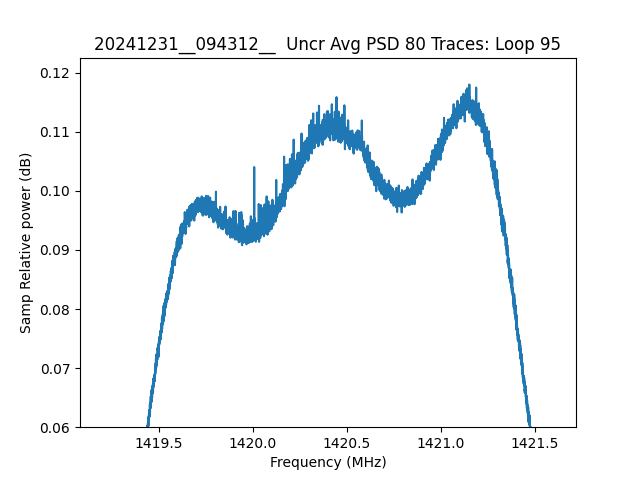 20241231__094312__  Uncr Avg PSD 80 Traces: Loop 95
0.12
0.11
0.10
0.09
0.08
0.07
0.06
Samp Relative power (dB)
1419.5 1420.0 1420.5 1421.0 1421.5
Frequency (MHz)